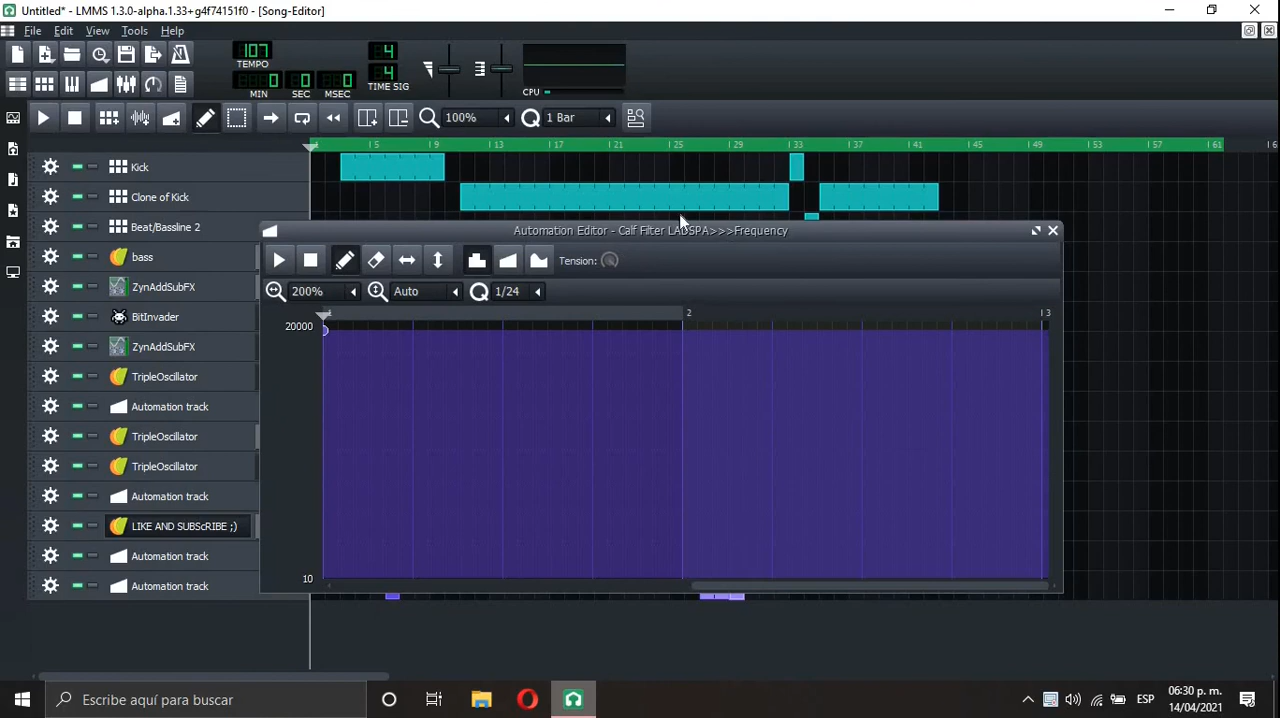 Untitled* - LMMS 1.3.0-alpha.1.33+g4f74151f0 - [Song-Editor]
File Edit View Tools Help
107 TEMPO 4 4 TIME SIG
0 MIN 0 SEC 0 MSEC
CPU
100% Q 1 Bar
1 5 9 13 17 21 25 29 33 37 41 45 49 53 57 61
Kick
Clone of Kick
Beat/Bassline 2
bass
ZynAddSubFX
BitInvader
ZynAddSubFX
TripleOscillator
Automation track
TripleOscillator
TripleOscillator
Automation track
LIKE AND SUBScRIBE ;)
Automation track
Automation track
Automation Editor - Calf Filter LADSPA>>>Frequency
Tension:
200% Auto Q 1/24
1 2 3
20000
10
Escribe aquí para buscar
ESP
06:30 p. m.
14/04/2021